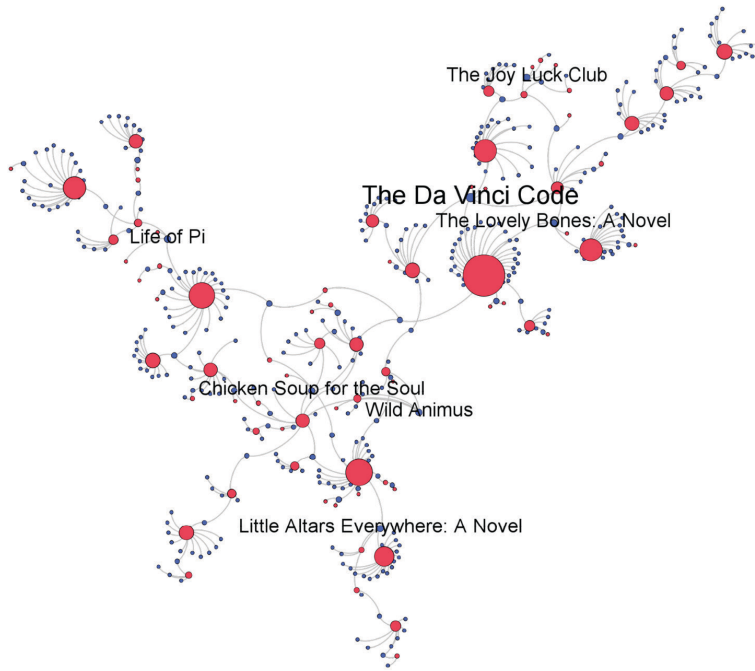 The Joy Luck Club
The Da Vinci Code
The Lovely Bones: A Novel
Life of Pi
Chicken Soup for the Soul
Wild Animus
Little Altars Everywhere: A Novel